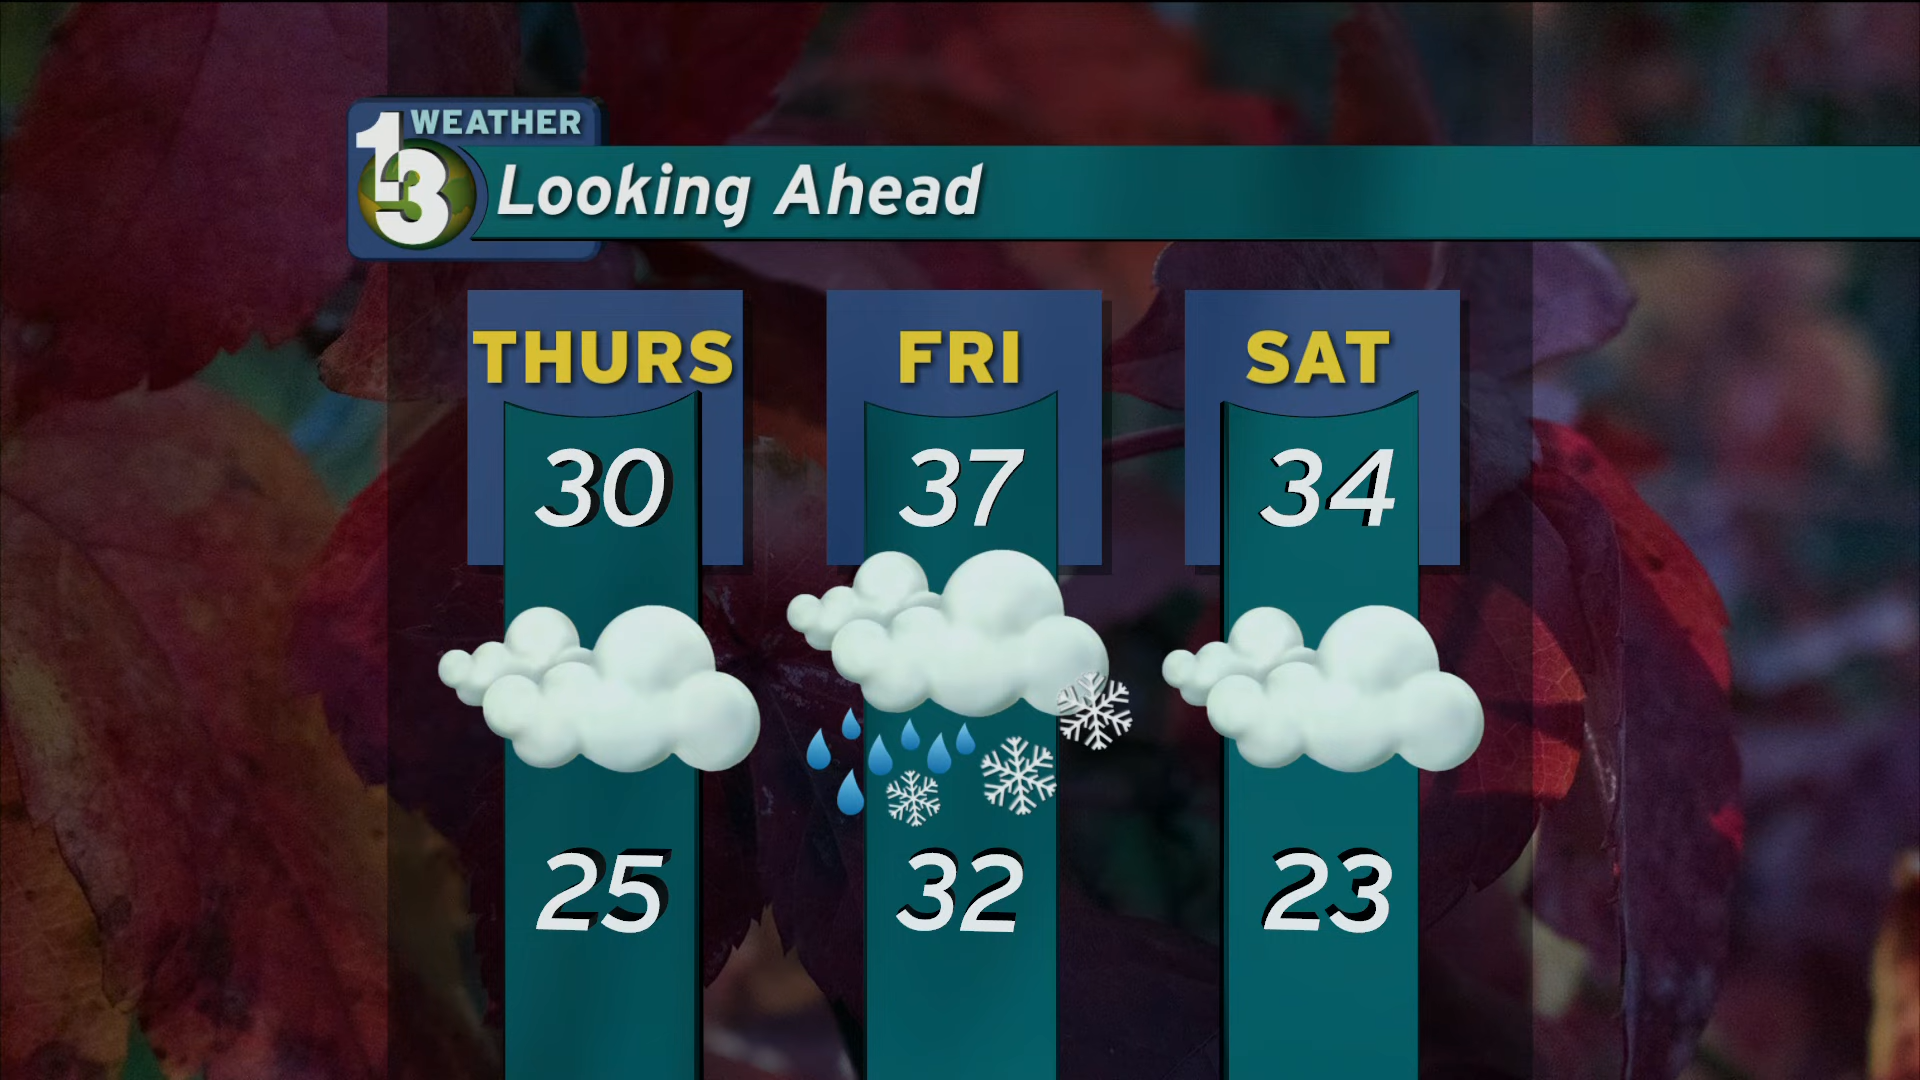 WEATHER
13
Looking Ahead
THURS FRI SAT
30 37 34
25 32 23